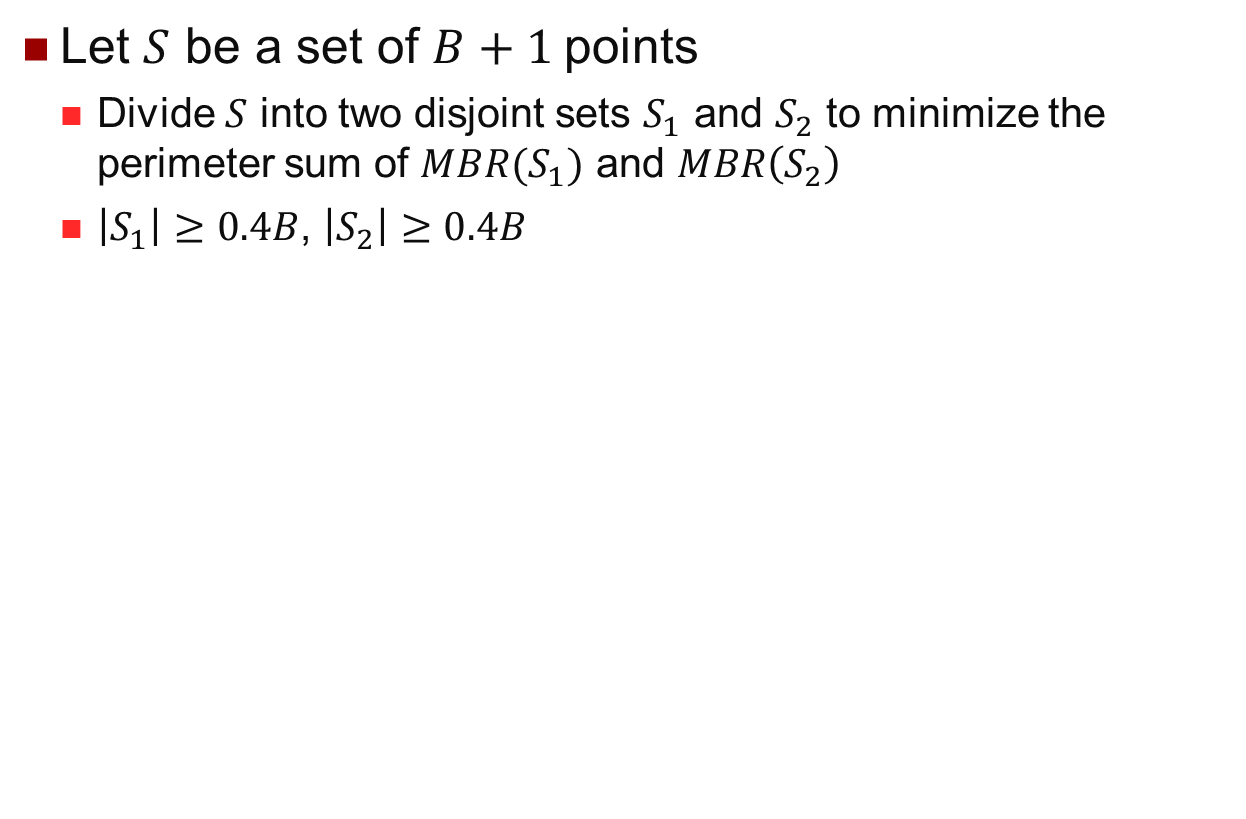 Let 𝑆 be a set of 𝐵 + 1 points
Divide 𝑆 into two disjoint sets 𝑆₁ and 𝑆₂ to minimize the
perimeter sum of 𝑀𝐵𝑅(𝑆₁) and 𝑀𝐵𝑅(𝑆₂)
|𝑆₁| ≥ 0.4𝐵, |𝑆₂| ≥ 0.4𝐵